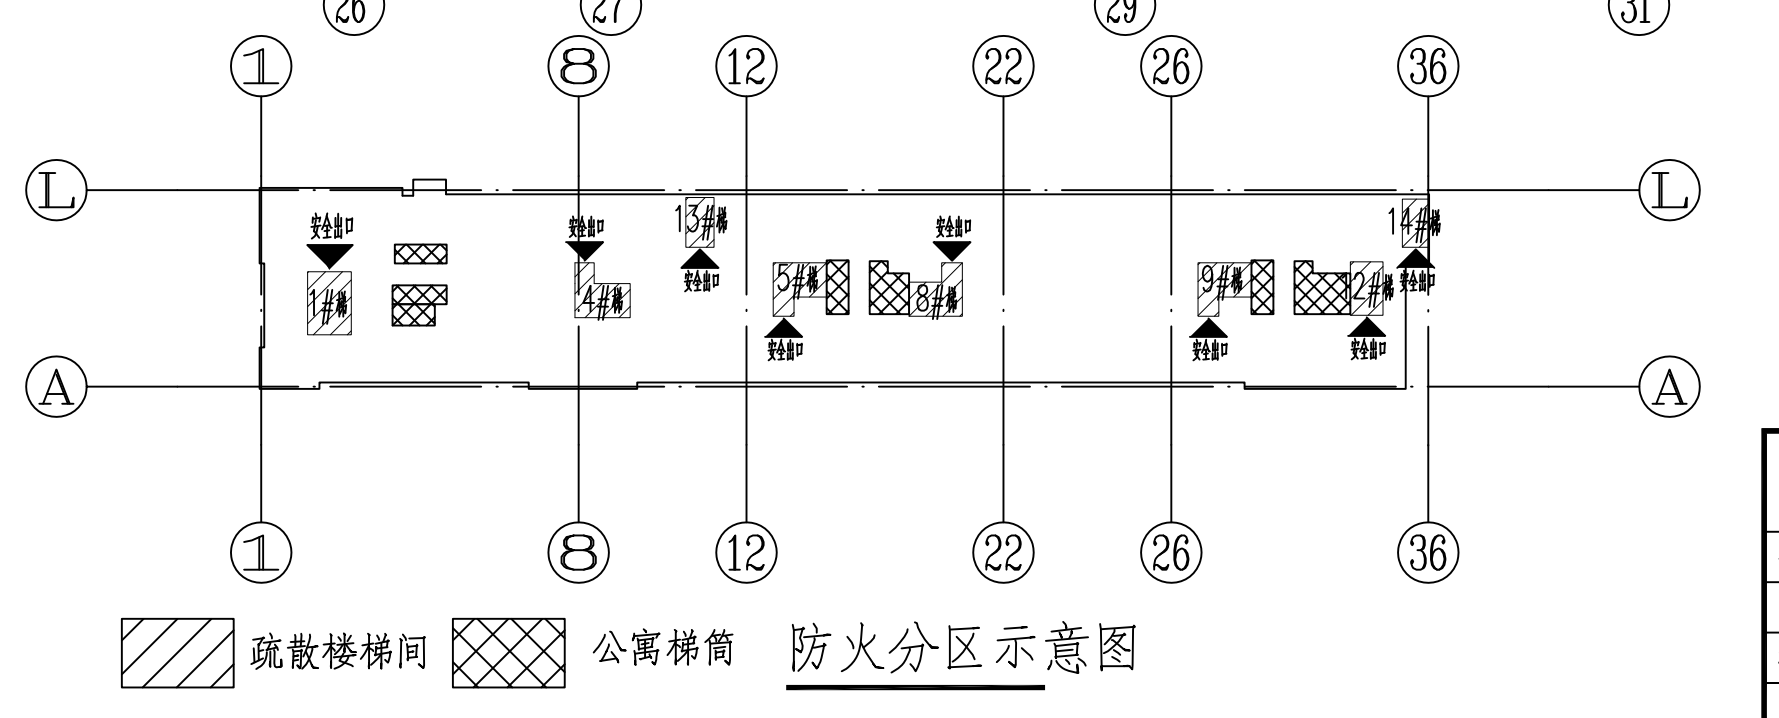 26 27 29 31
1 8 12 22 26 36
L L
安全出口 安全出口 13#梯 安全出口 14#梯
安全出口 安全出口
1#梯 4#梯 5#梯 8#梯 9#梯 12#梯
安全出口 安全出口 安全出口
A A
1 8 12 22 26 36
疏散楼梯间 公寓梯筒 防火分区示意图